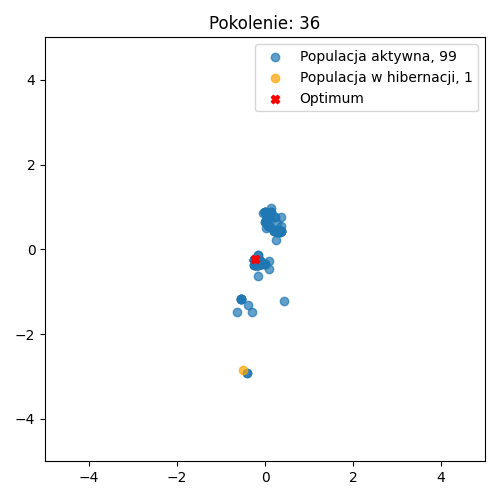 Pokolenie: 36
Populacja aktywna, 99
Populacja w hibernacji, 1
Optimum
4
2
0
−2
−4
−4
−2
0
2
4